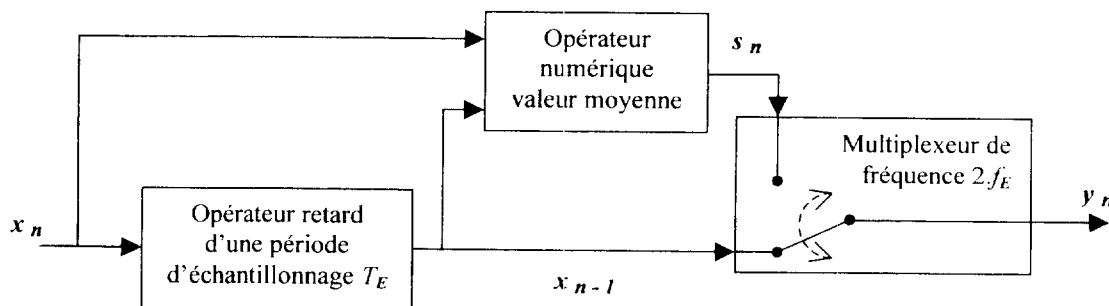 Opérateur
numérique
valeur moyenne
s n
Multiplexeur de
fréquence 2.fE
y n
x n
Opérateur retard
d'une période
d'échantillonnage TE
x n - 1